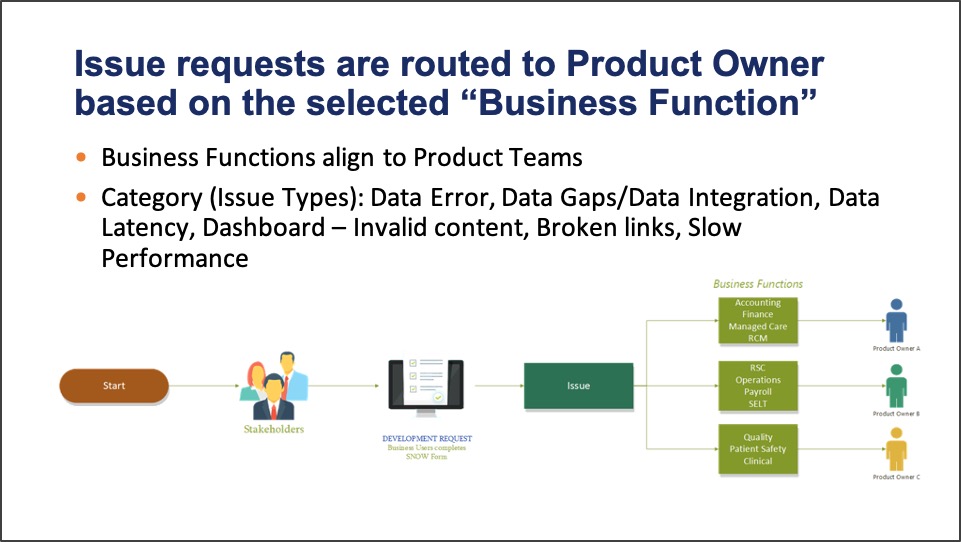 Issue requests are routed to Product Owner
based on the selected “Business Function”
• Business Functions align to Product Teams
• Category (Issue Types): Data Error, Data Gaps/Data Integration, Data
Latency, Dashboard – Invalid content, Broken links, Slow
Performance
Business Functions
Accounting
Finance
Managed Care
RCM
Product Owner A
Start
Stakeholders
DEVELOPMENT REQUEST
Business Users completes
SNOW Form
Issue
RSC
Operations
Payroll
SELT
Product Owner B
Quality
Patient Safety
Clinical
Product Owner C